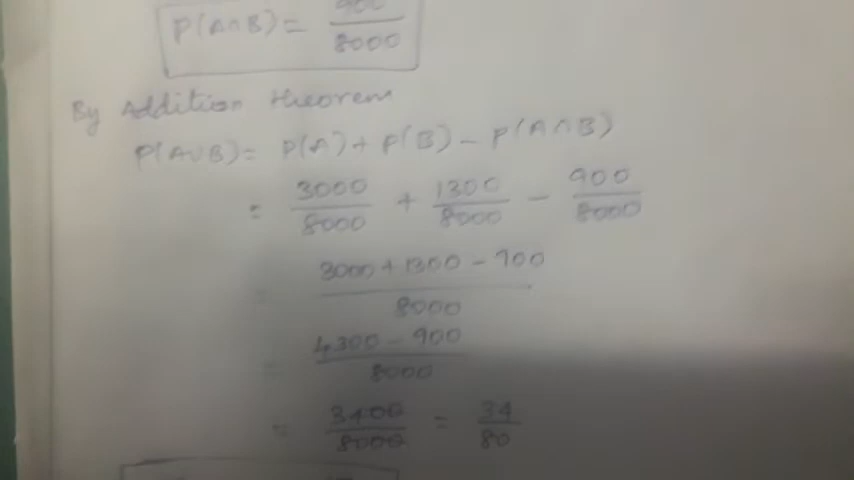 P(A∩B) = 900/8000
By Addition theorem
P(A∪B) = P(A) + P(B) - P(A∩B)
= 3000/8000 + 1300/8000 - 900/8000
= 3000 + 1300 - 900/8000
= 4300 - 900/8000
= 3400/8000 = 34/80